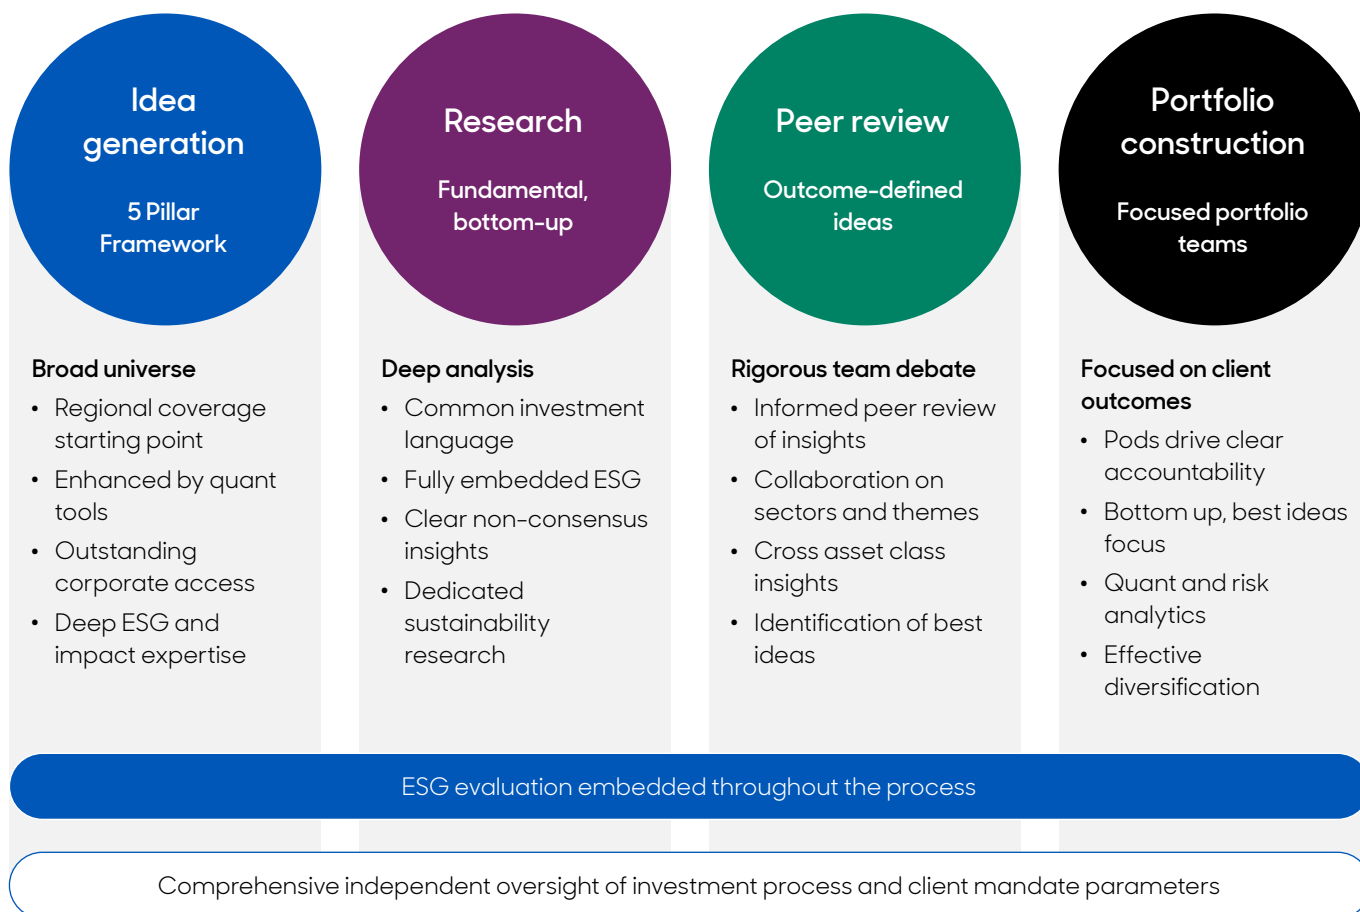 Idea
generation
5 Pillar
Framework
Broad universe
• Regional coverage
starting point
• Enhanced by quant
tools
• Outstanding
corporate access
• Deep ESG and
impact expertise
Research
Fundamental,
bottom-up
Deep analysis
• Common investment
language
• Fully embedded ESG
• Clear non-consensus
insights
• Dedicated
sustainability
research
Peer review
Outcome-defined
ideas
Rigorous team debate
• Informed peer review
of insights
• Collaboration on
sectors and themes
• Cross asset class
insights
• Identification of best
ideas
Portfolio
construction
Focused portfolio
teams
Focused on client
outcomes
• Pods drive clear
accountability
• Bottom up, best ideas
focus
• Quant and risk
analytics
• Effective
diversification
ESG evaluation embedded throughout the process
Comprehensive independent oversight of investment process and client mandate parameters